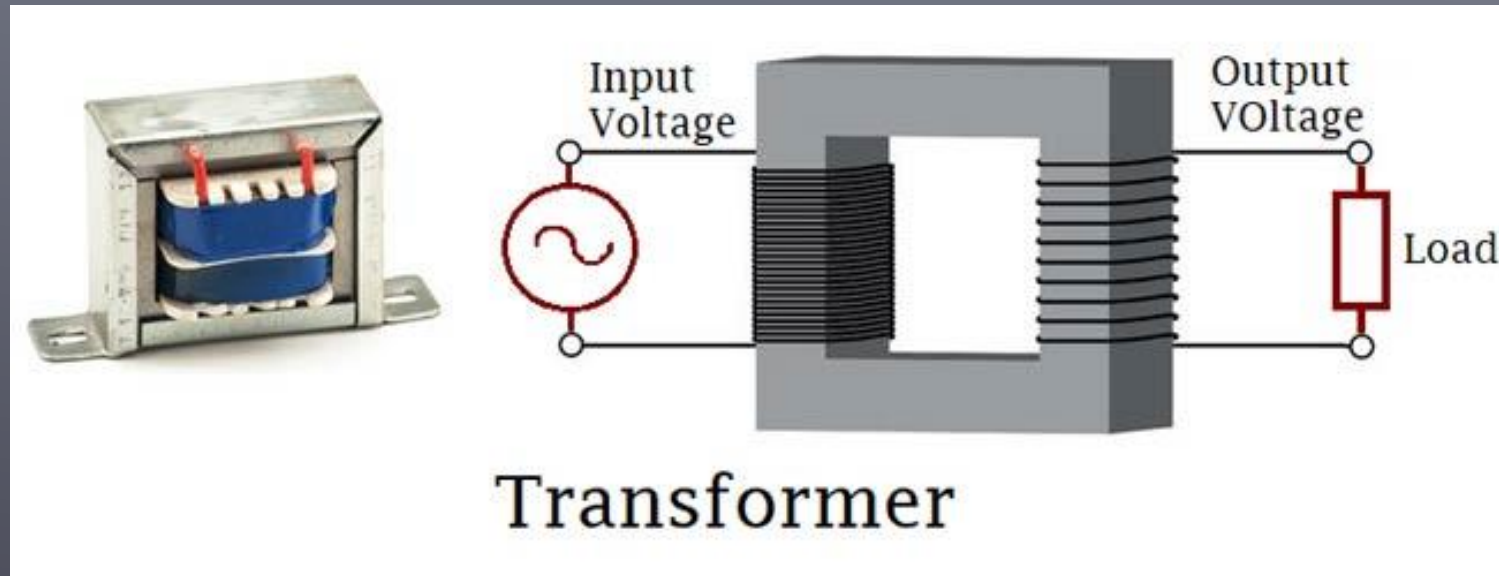 Input
Voltage
Output
VOltage
Load
Transformer